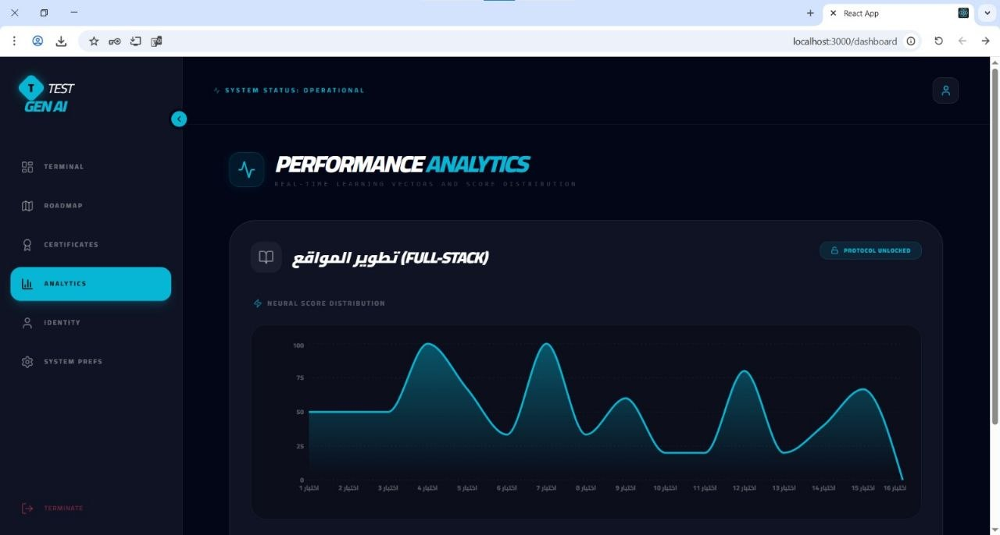 React App
localhost:3000/dashboard
T TEST
GEN AI
SYSTEM STATUS: OPERATIONAL
TERMINAL
ROADMAP
CERTIFICATES
ANALYTICS
IDENTITY
SYSTEM PREFS
TERMINATE
PERFORMANCE ANALYTICS
REAL-TIME LEARNING VECTORS AND SCORE DISTRIBUTION
تطوير المواقع (FULL-STACK)
PROTOCOL UNLOCKED
NEURAL SCORE DISTRIBUTION
100
75
50
25
0
اختبار 1
اختبار 2
اختبار 3
اختبار 4
اختبار 5
اختبار 6
اختبار 7
اختبار 8
اختبار 9
اختبار 10
اختبار 11
اختبار 12
اختبار 13
اختبار 14
اختبار 15
اختبار 16